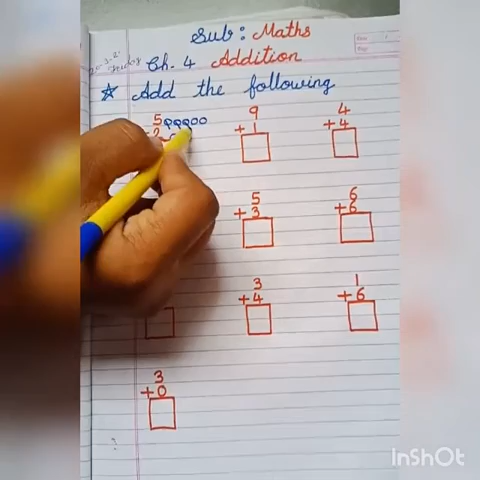 Sub: Maths
Ch. 4 Addition
☆ Add the following
5 9 4
2 +1 +4
5 6
+3 +6
3 1
+4 +6
3
+0
InShOt